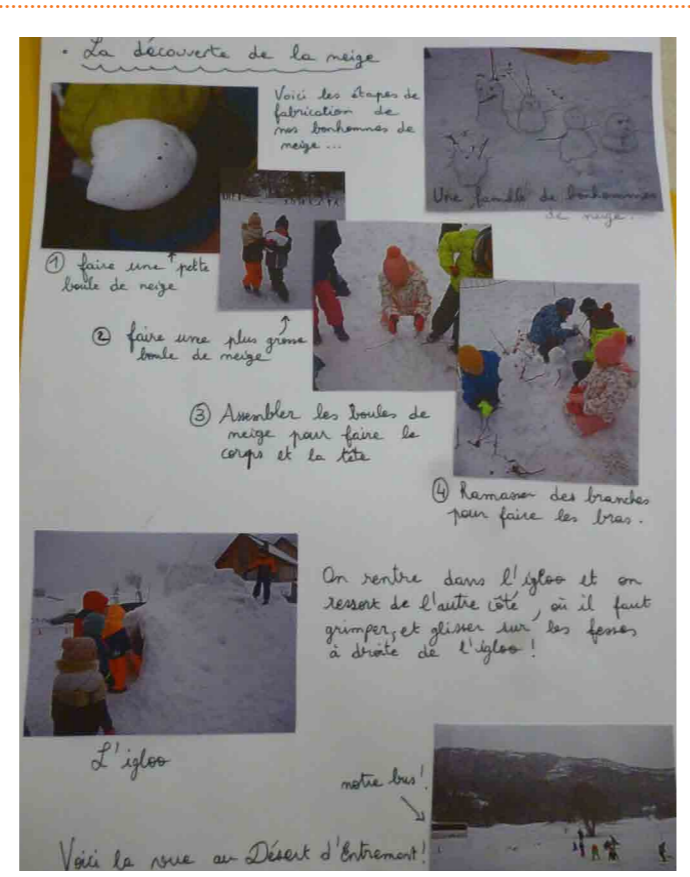 . La découverte de la neige
Voici les étapes de
fabrication de
nos bonhommes de
neige ...
Une famille de bonhommes
de neige...
① faire une petite
boule de neige
② faire une plus grosse
boule de neige
③ Assembler les boules de
neige pour faire le
corps et la tête
④ Ramasser des branches
pour faire les bras.
On rentre dans l'igloo et on
ressort de l'autre côté, où il faut
grimper, et glisser sur les fesses
à droite de l'igloo !
L'igloo
notre bus !
Voici la vue au Désert d'Entremont !